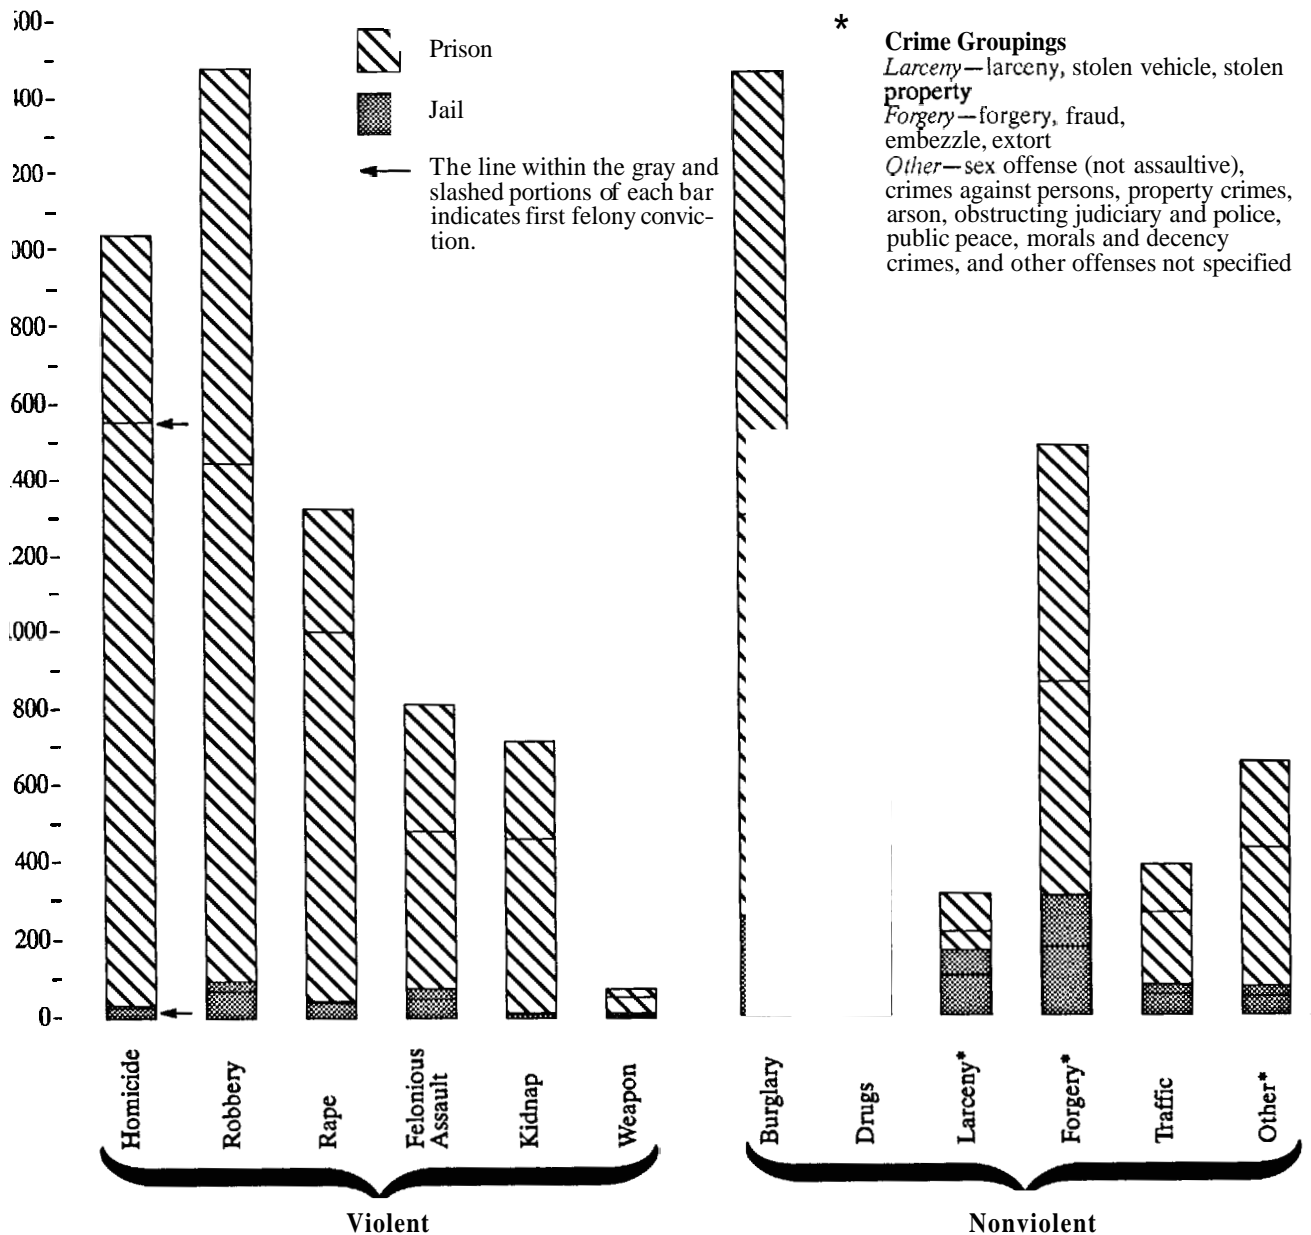 500-
400-
200-
000-
800-
600-
400-
200-
000-
800-
600-
400-
200-
0-
Prison
Jail
The line within the gray and
slashed portions of each bar
indicates first felony convic-
tion.
*
Crime Groupings
Larceny—larceny, stolen vehicle, stolen
property
Forgery—forgery, fraud,
embezzle, extort
Other—sex offense (not assaultive),
crimes against persons, property crimes,
arson, obstructing judiciary and police,
public peace, morals and decency
crimes, and other offenses not specified
Homicide
Robbery
Rape
Felonious
Assault
Kidnap
Weapon
Burglary
Drugs
Larceny*
Forgery*
Traffic
Other*
Violent
Nonviolent